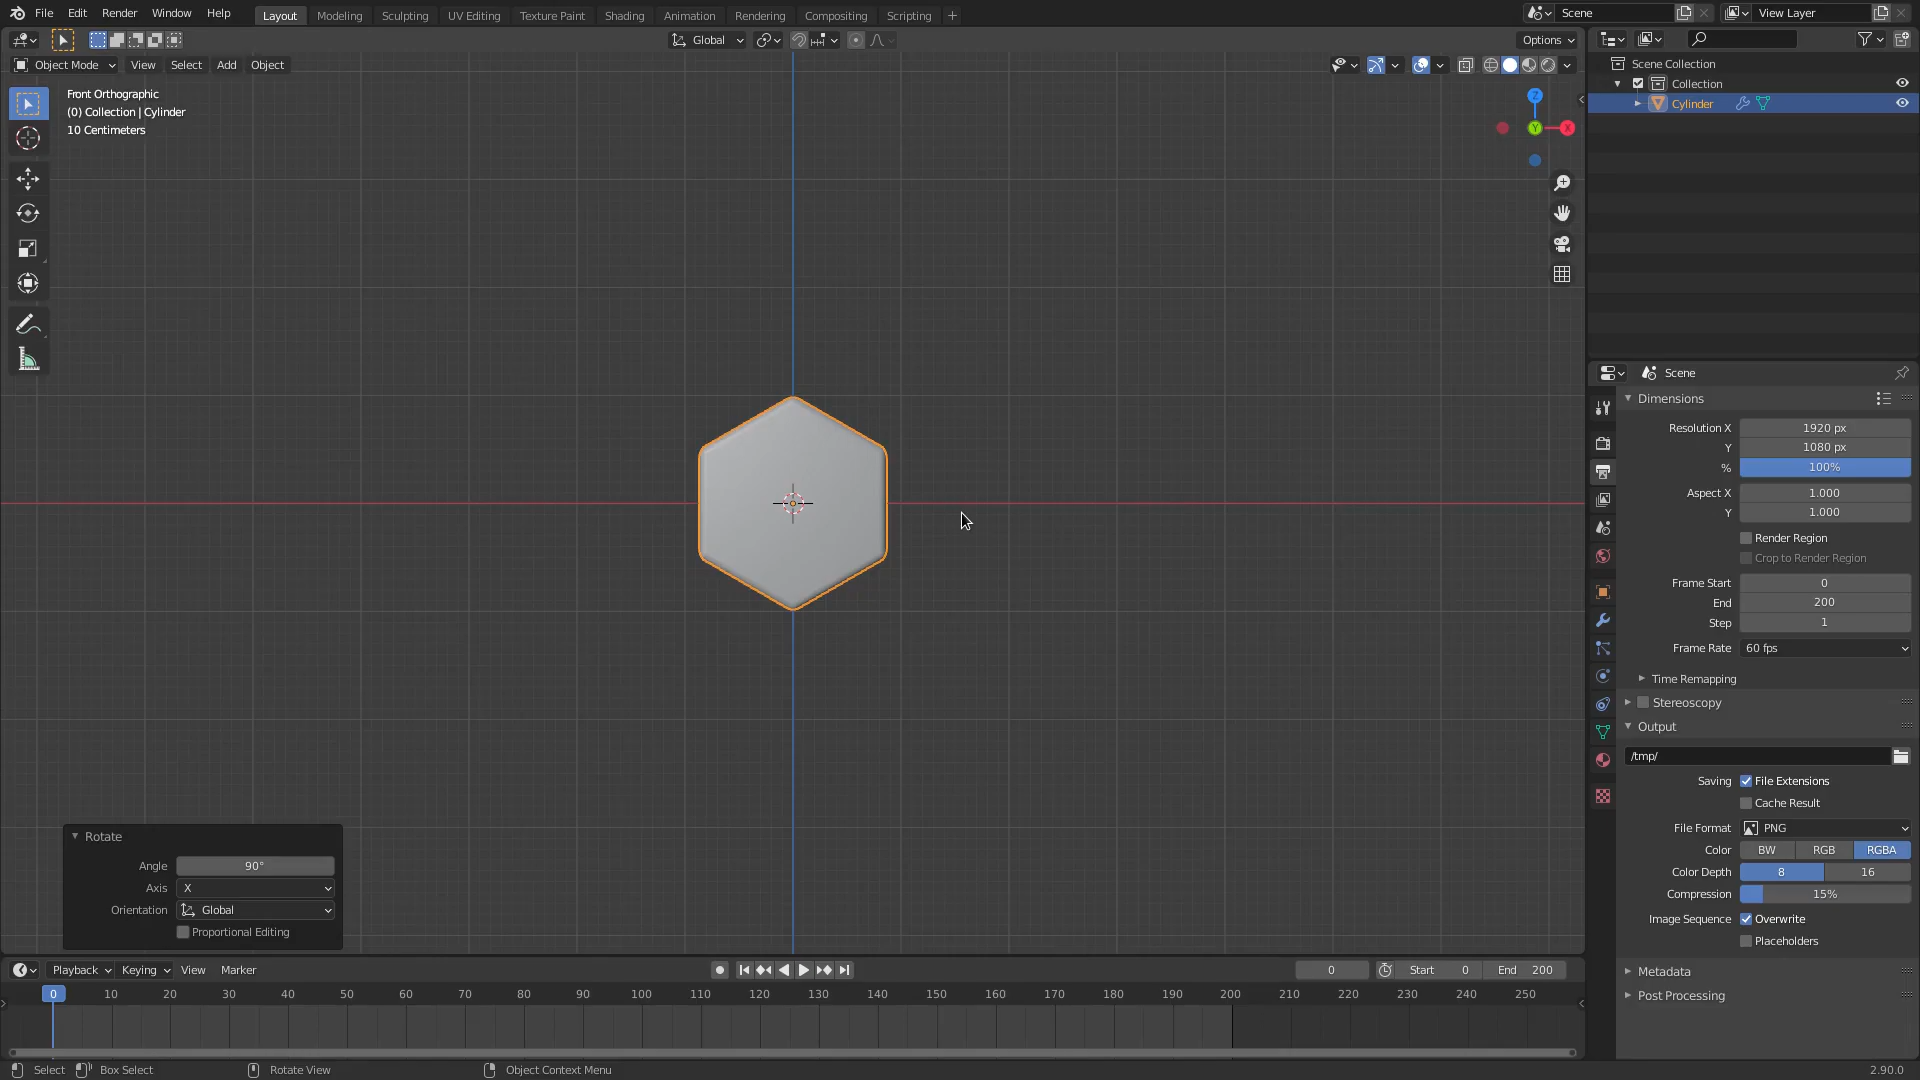 File Edit Render Window Help Layout Modeling Sculpting UV Editing Texture Paint Shading Animation Rendering Compositing Scripting + Scene View Layer
Global Options
Object Mode View Select Add Object
Front Orthographic
(0) Collection | Cylinder
10 Centimeters
Z
Y X
Scene Collection
Collection
Cylinder
Scene
Dimensions
Resolution X 1920 px
Y 1080 px
% 100%
Aspect X 1.000
Y 1.000
Render Region
Crop to Render Region
Frame Start 0
End 200
Step 1
Frame Rate 60 fps
Time Remapping
Stereoscopy
Output
/tmp/
Saving File Extensions
Cache Result
File Format PNG
Color BW RGB RGBA
Color Depth 8 16
Compression 15%
Image Sequence Overwrite
Placeholders
Metadata
Post Processing
Rotate
Angle 90°
Axis X
Orientation Global
Proportional Editing
Playback Keying View Marker 0 Start 0 End 200
0 10 20 30 40 50 60 70 80 90 100 110 120 130 140 150 160 170 180 190 200 210 220 230 240 250
Select Box Select Rotate View Object Context Menu 2.90.0